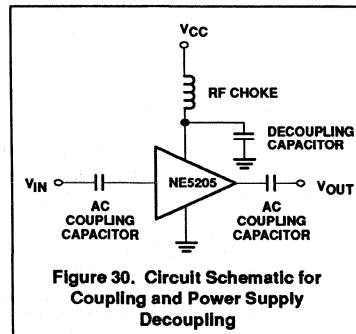 VCC
RF CHOKE
DECOUPLING
CAPACITOR
NE5205
VIN
VOUT
AC
COUPLING
CAPACITOR
AC
COUPLING
CAPACITOR
Figure 30. Circuit Schematic for
Coupling and Power Supply
Decoupling